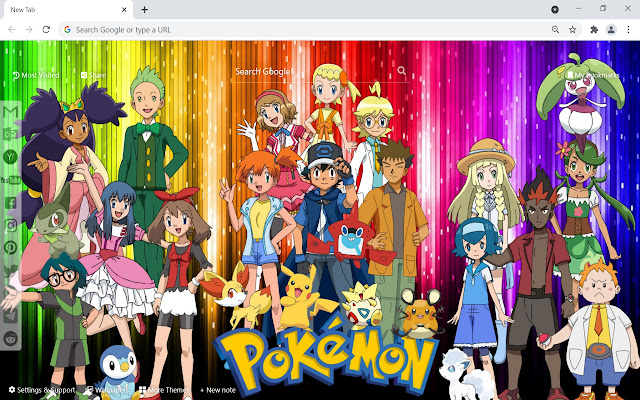 New Tab
Search Google or type a URL
Most Visited
Share
Search Google!
My Bookmarks
You
POKéMON
Settings & Support
Wallpapers
More Themes
+ New note